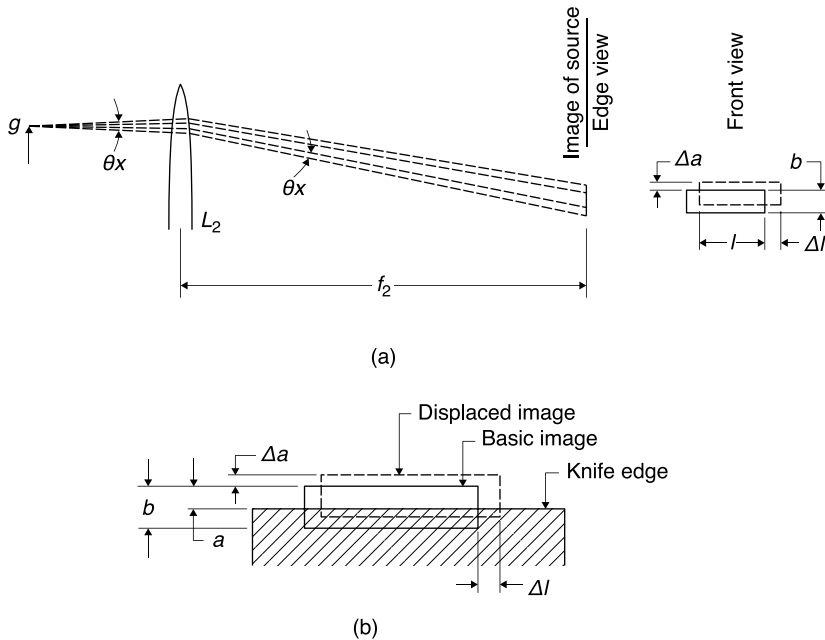 Image of source
Edge view
Front view
g
θx
θx
L2
f2
(a)
Δa
b
l
Δl
Displaced image
Basic image
Δa
Knife edge
b
a
Δl
(b)